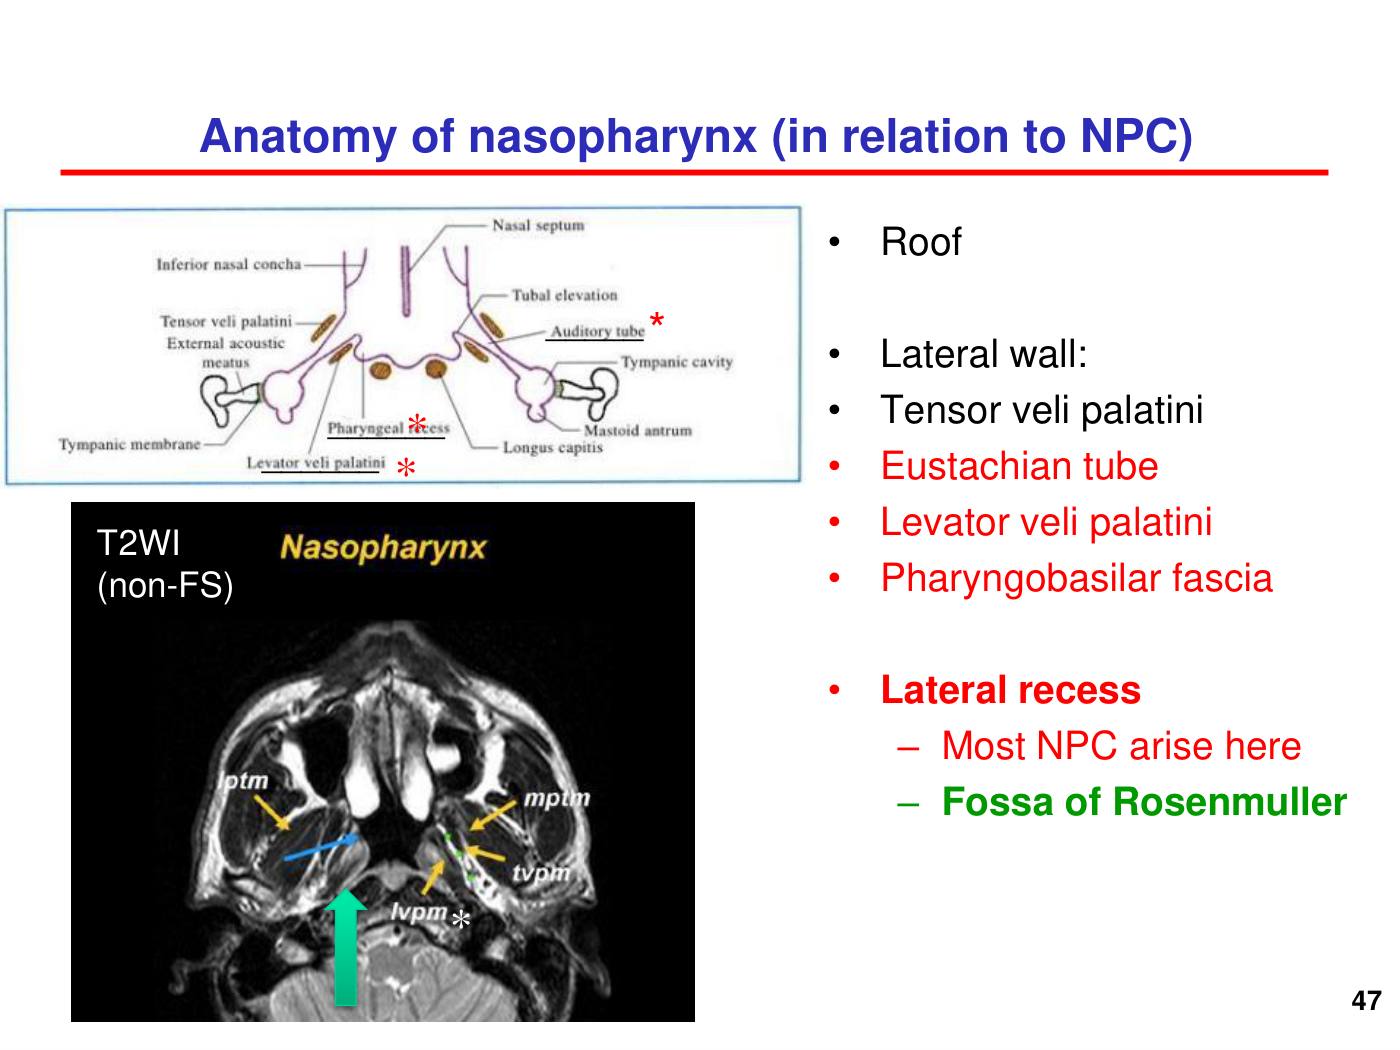 Anatomy of nasopharynx (in relation to NPC)
Nasal septum
Inferior nasal concha
Tubal elevation
Tensor veli palatini
Auditory tube *
External acoustic
meatus
Tympanic cavity
Pharyngeal recess *
Mastoid antrum
Tympanic membrane
Longus capitis
Levator veli palatini *
T2WI
(non-FS)
Nasopharynx
lptm
mptm
tvpm
lvpm *
• Roof
• Lateral wall:
• Tensor veli palatini
• Eustachian tube
• Levator veli palatini
• Pharyngobasilar fascia
• Lateral recess
– Most NPC arise here
– Fossa of Rosenmuller
47